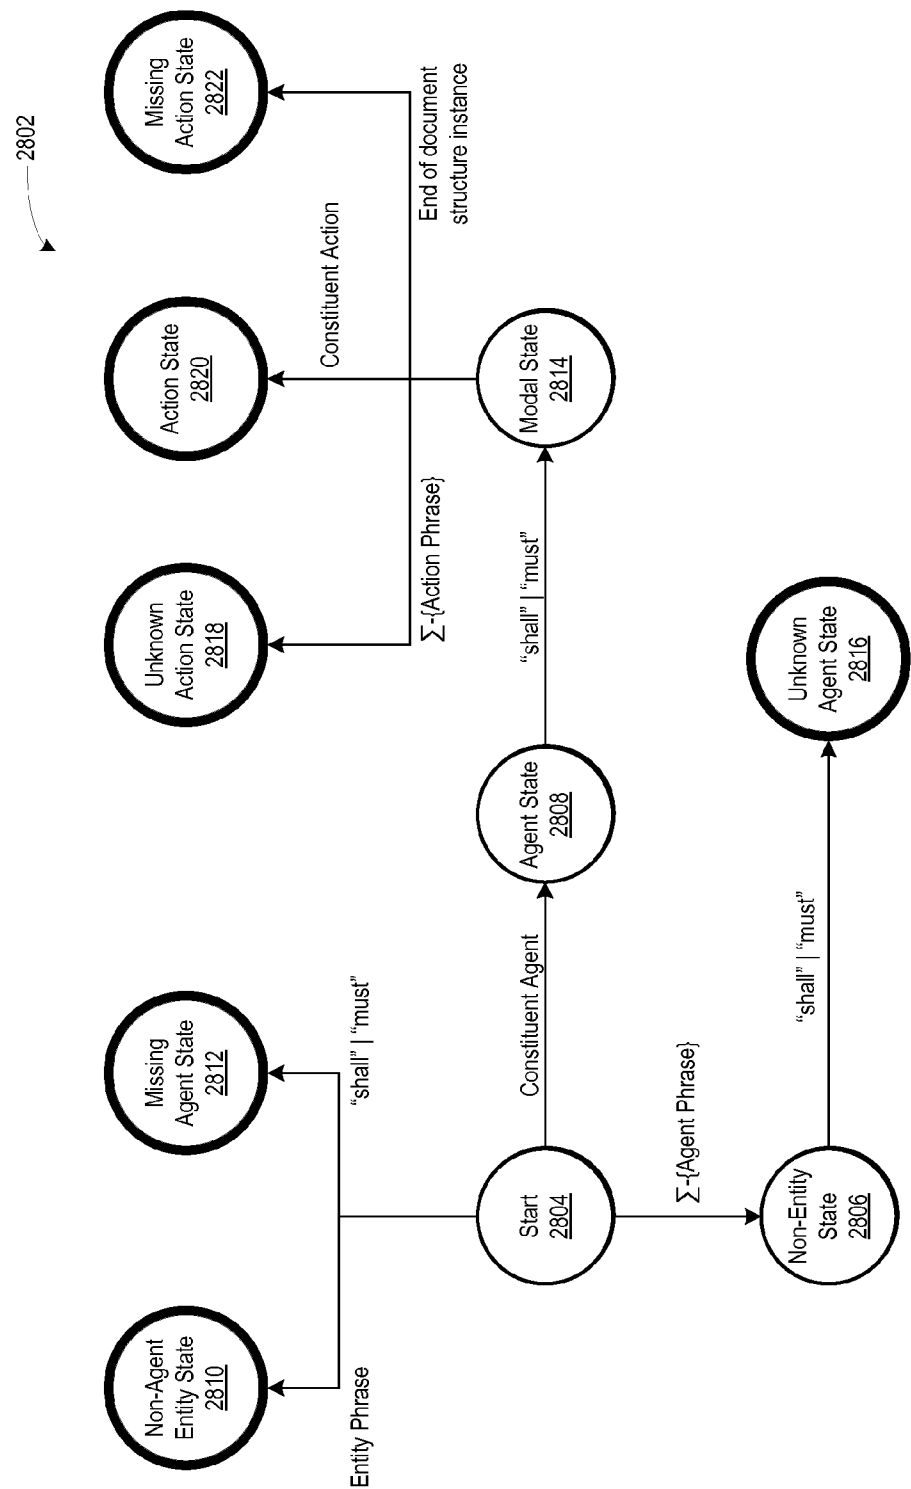 2802
Non-Agent
Entity State
2810
Missing
Agent State
2812
Unknown
Action State
2818
Action State
2820
Missing
Action State
2822
Entity Phrase
“shall” | “must”
∑-{Action Phrase}
Constituent Action
End of document
structure instance
Start
2804
Constituent Agent
Agent State
2808
“shall” | “must”
Modal State
2814
∑-{Agent Phrase}
Non-Entity
State
2806
“shall” | “must”
Unknown
Agent State
2816